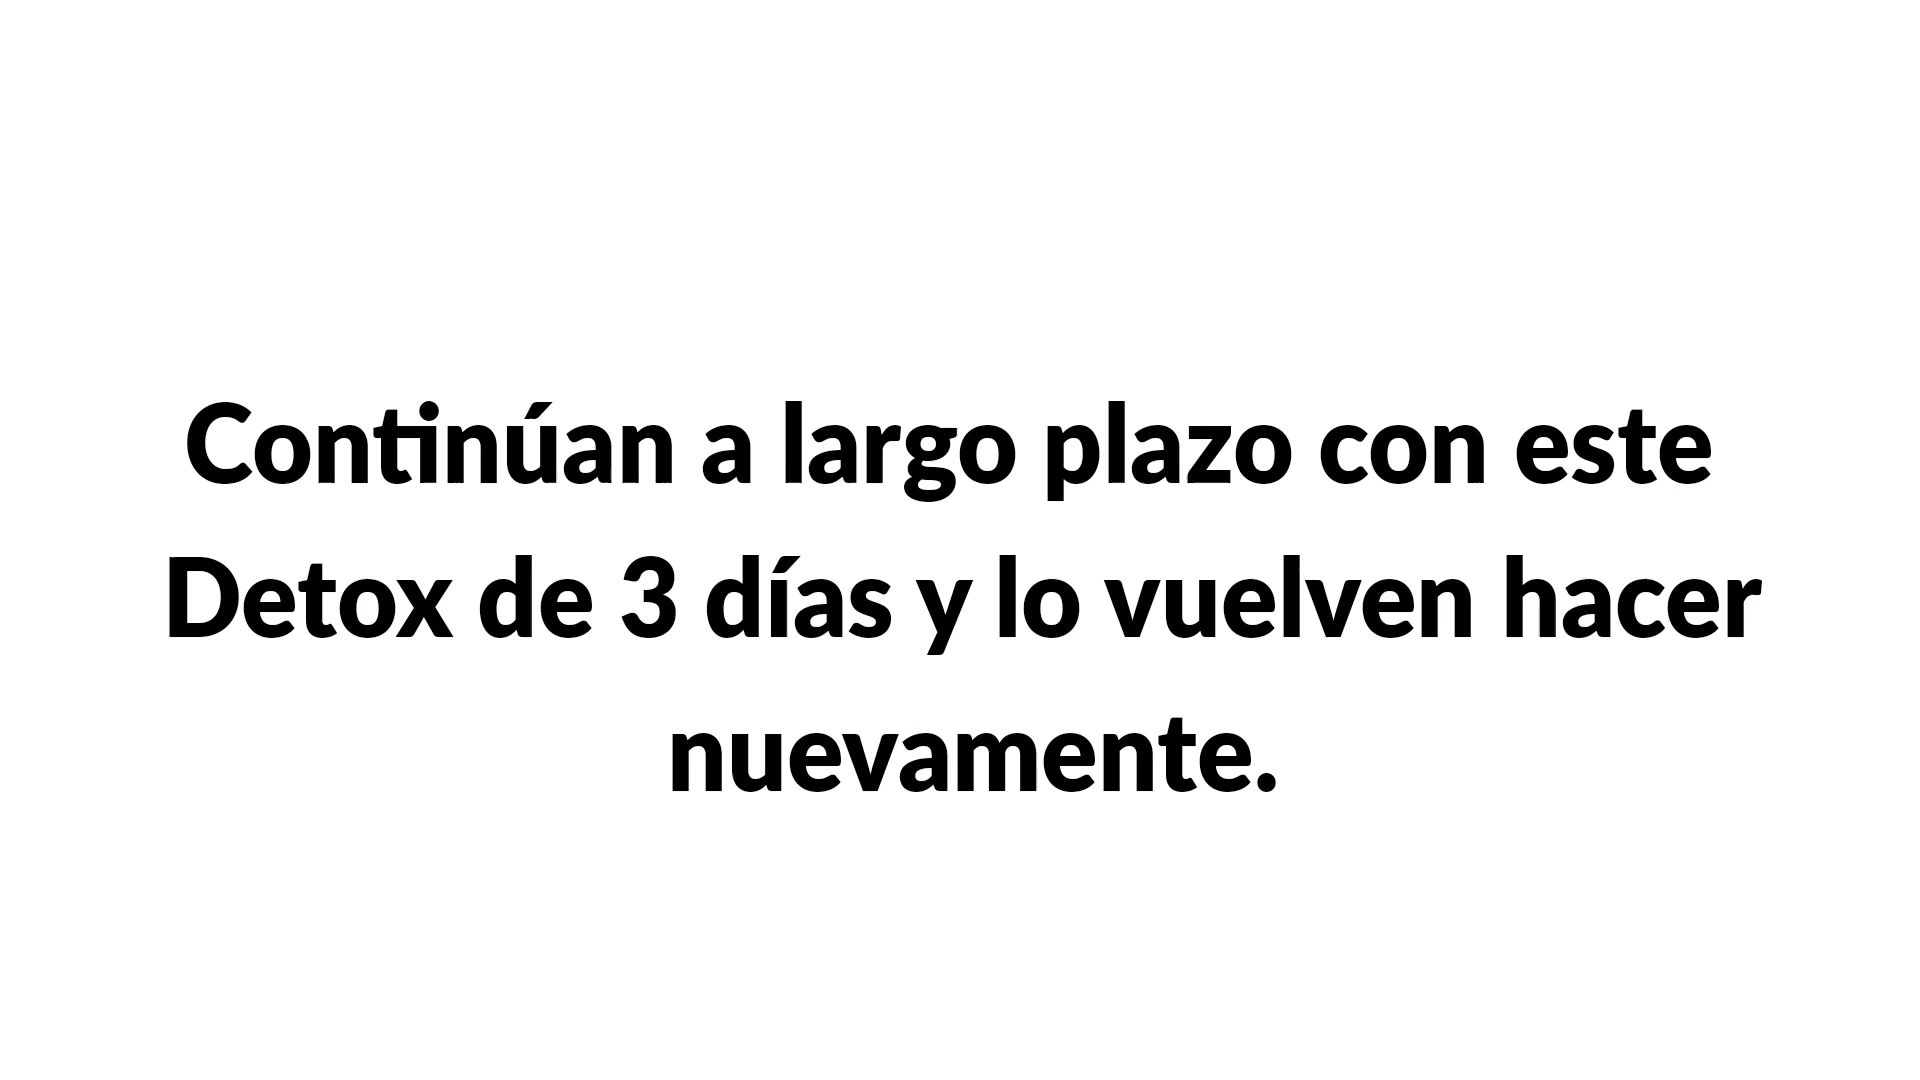 Continúan a largo plazo con este
Detox de 3 días y lo vuelven hacer
nuevamente.